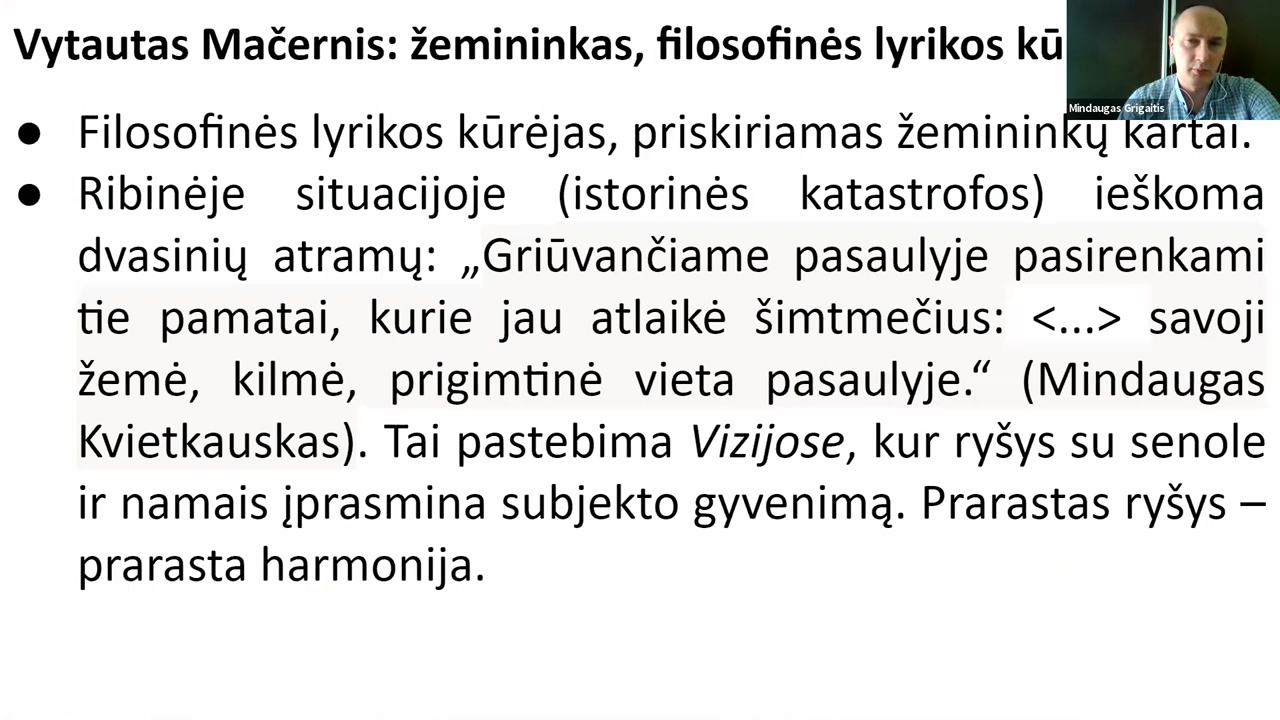 Vytautas Mačernis: žemininkas, filosofinės lyrikos kū
Mindaugas Grigaitis
● Filosofinės lyrikos kūrėjas, priskiriamas žemininkų kartai.
● Ribinėje situacijoje (istorinės katastrofos) ieškoma
dvasinių atramų: „Griūvančiame pasaulyje pasirenkami
tie pamatai, kurie jau atlaikė šimtmečius: <...> savoji
žemė, kilmė, prigimtinė vieta pasaulyje.“ (Mindaugas
Kvietkauskas). Tai pastebima Vizijose, kur ryšys su senole
ir namais įprasmina subjekto gyvenimą. Prarastas ryšys –
prarasta harmonija.